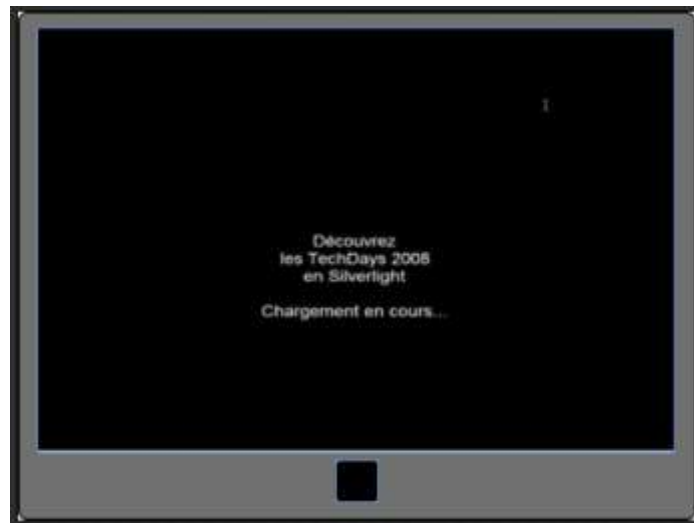 Découvrez
les TechDays 2008
en Silverlight
Chargement en cours...